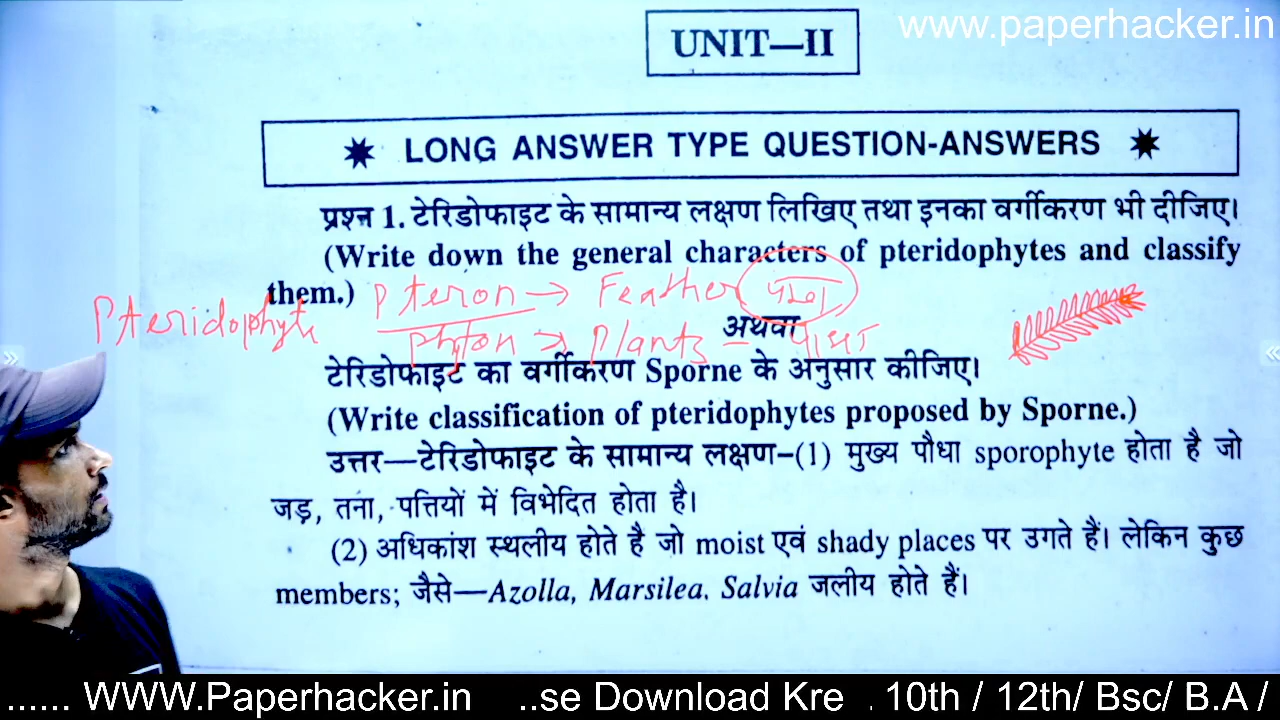 www.paperhacker.in
UNIT—II
LONG ANSWER TYPE QUESTION-ANSWERS
प्रश्न 1. टेरिडोफाइट के सामान्य लक्षण लिखिए तथा इनका वर्गीकरण भी दीजिए।
(Write down the general characters of pteridophytes and classify
them.)
Pteron → Feather
Pteridophyte
अथवा
Phyton → Plants – पौधा
टेरिडोफाइट का वर्गीकरण Sporne के अनुसार कीजिए।
(Write classification of pteridophytes proposed by Sporne.)
उत्तर—टेरिडोफाइट के सामान्य लक्षण–(1) मुख्य पौधा sporophyte होता है जो
जड़, तना, पत्तियों में विभेदित होता है।
(2) अधिकांश स्थलीय होते है जो moist एवं shady places पर उगते हैं। लेकिन कुछ
members; जैसे—Azolla, Marsilea. Salvia जलीय होते हैं।
...... WWW.Paperhacker.in ..se Download Kre . 10th / 12th/ Bsc/ B.A /